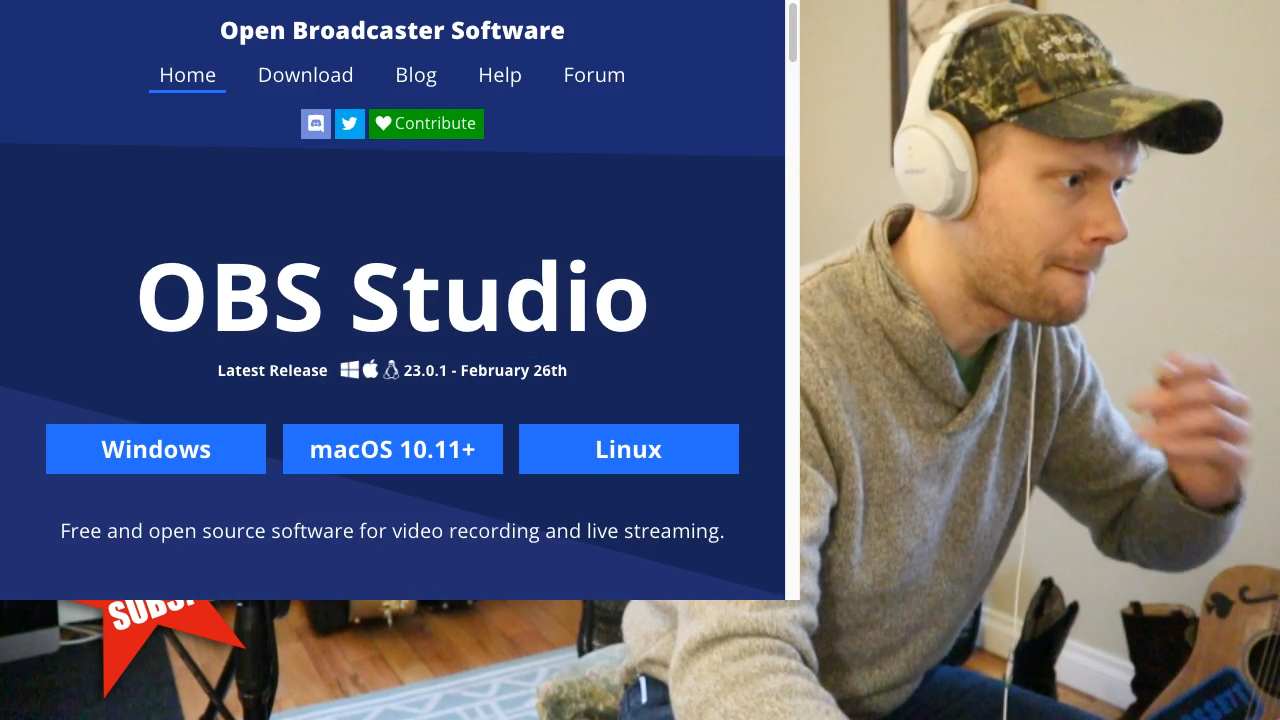 Open Broadcaster Software
Home Download Blog Help Forum
Contribute
OBS Studio
Latest Release 23.0.1 - February 26th
Windows macOS 10.11+ Linux
Free and open source software for video recording and live streaming.